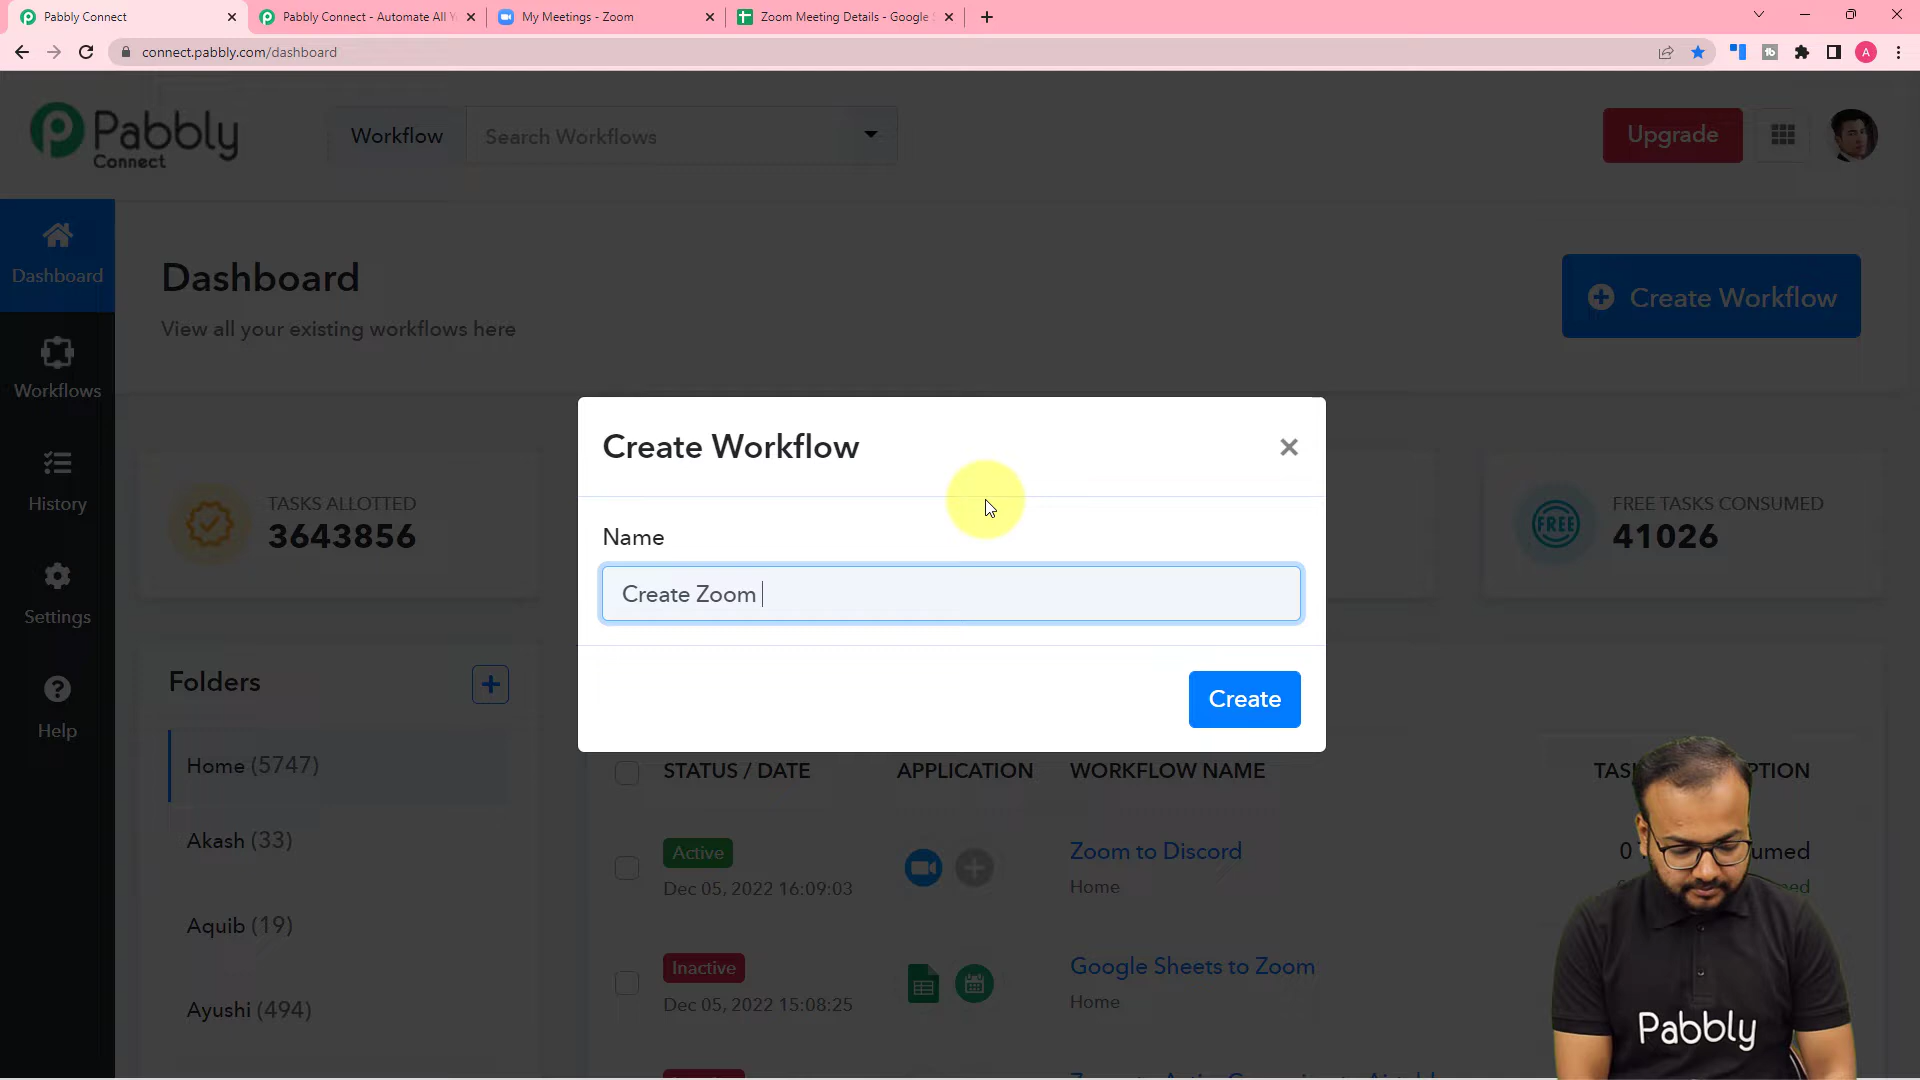 Pabbly Connect
Pabbly Connect - Automate All Y
My Meetings - Zoom
Zoom Meeting Details - Google
connect.pabbly.com/dashboard
A
Pabbly
Connect
Workflow
Search Workflows
Upgrade
Dashboard
Workflows
History
Settings
Help
Dashboard
View all your existing workflows here
Create Workflow
TASKS ALLOTTED
3643856
FREE
FREE TASKS CONSUMED
41026
Create Workflow
Name
Create Zoom
Create
Folders
Home (5747)
Akash (33)
Aquib (19)
Ayushi (494)
STATUS / DATE
APPLICATION
WORKFLOW NAME
Active
Dec 05, 2022 16:09:03
Zoom to Discord
Home
0
Inactive
Dec 05, 2022 15:08:25
Google Sheets to Zoom
Home
Pabbly